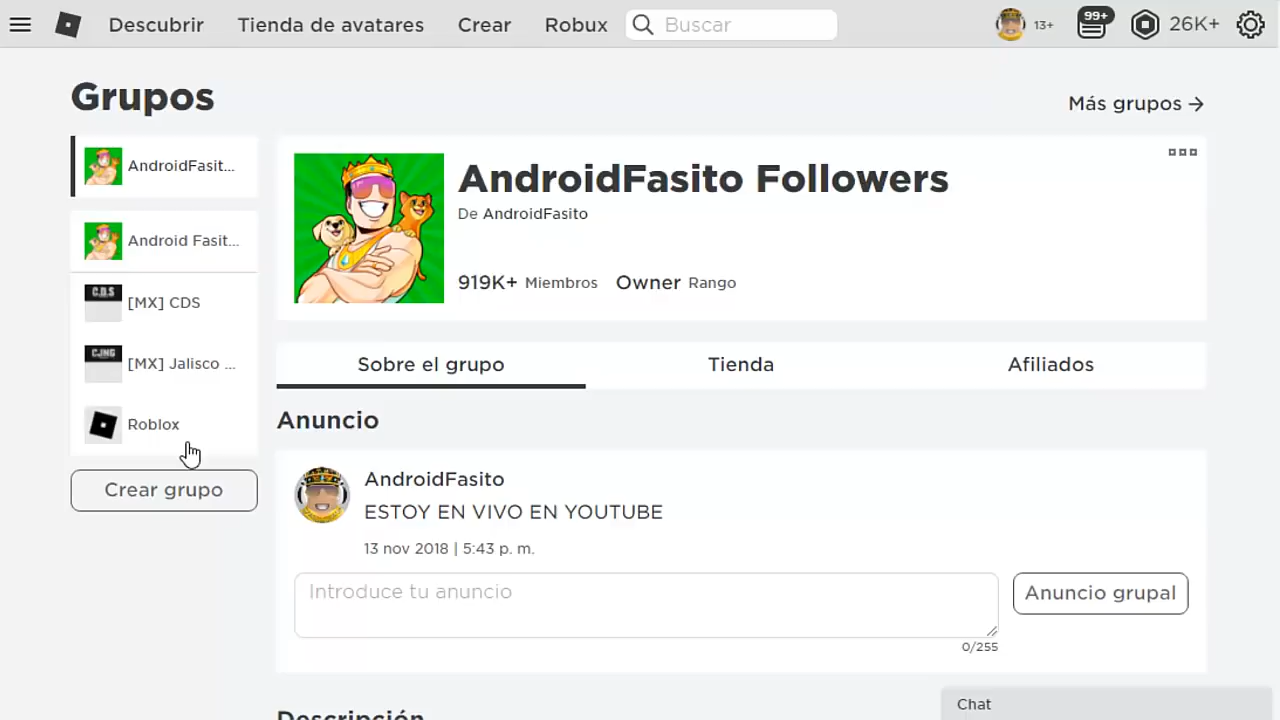 Descubrir Tienda de avatares Crear Robux Buscar 13+ 99+ 26K+
Grupos
Más grupos →
AndroidFasit...
Android Fasit...
C.D.S
[MX] CDS
CJNG
[MX] Jalisco ...
Roblox
Crear grupo
AndroidFasito Followers
De AndroidFasito
919K+ Miembros Owner Rango
Sobre el grupo Tienda Afiliados
Anuncio
AndroidFasito
ESTOY EN VIVO EN YOUTUBE
13 nov 2018 | 5:43 p. m.
Introduce tu anuncio
Anuncio grupal
0/255
Descripción
Chat